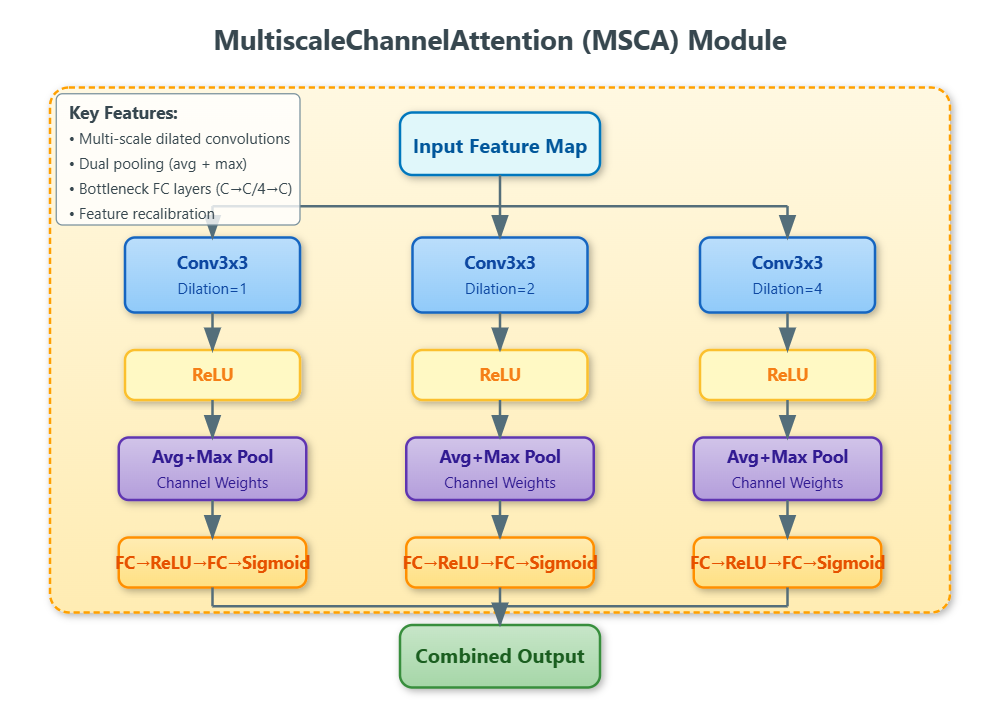 MultiscaleChannelAttention (MSCA) Module
Key Features:
• Multi-scale dilated convolutions
• Dual pooling (avg + max)
• Bottleneck FC layers (C→C/4→C)
• Feature recalibration
Input Feature Map
Conv3x3
Dilation=1
Conv3x3
Dilation=2
Conv3x3
Dilation=4
ReLU
ReLU
ReLU
Avg+Max Pool
Channel Weights
Avg+Max Pool
Channel Weights
Avg+Max Pool
Channel Weights
FC→ReLU→FC→Sigmoid
FC→ReLU→FC→Sigmoid
FC→ReLU→FC→Sigmoid
Combined Output